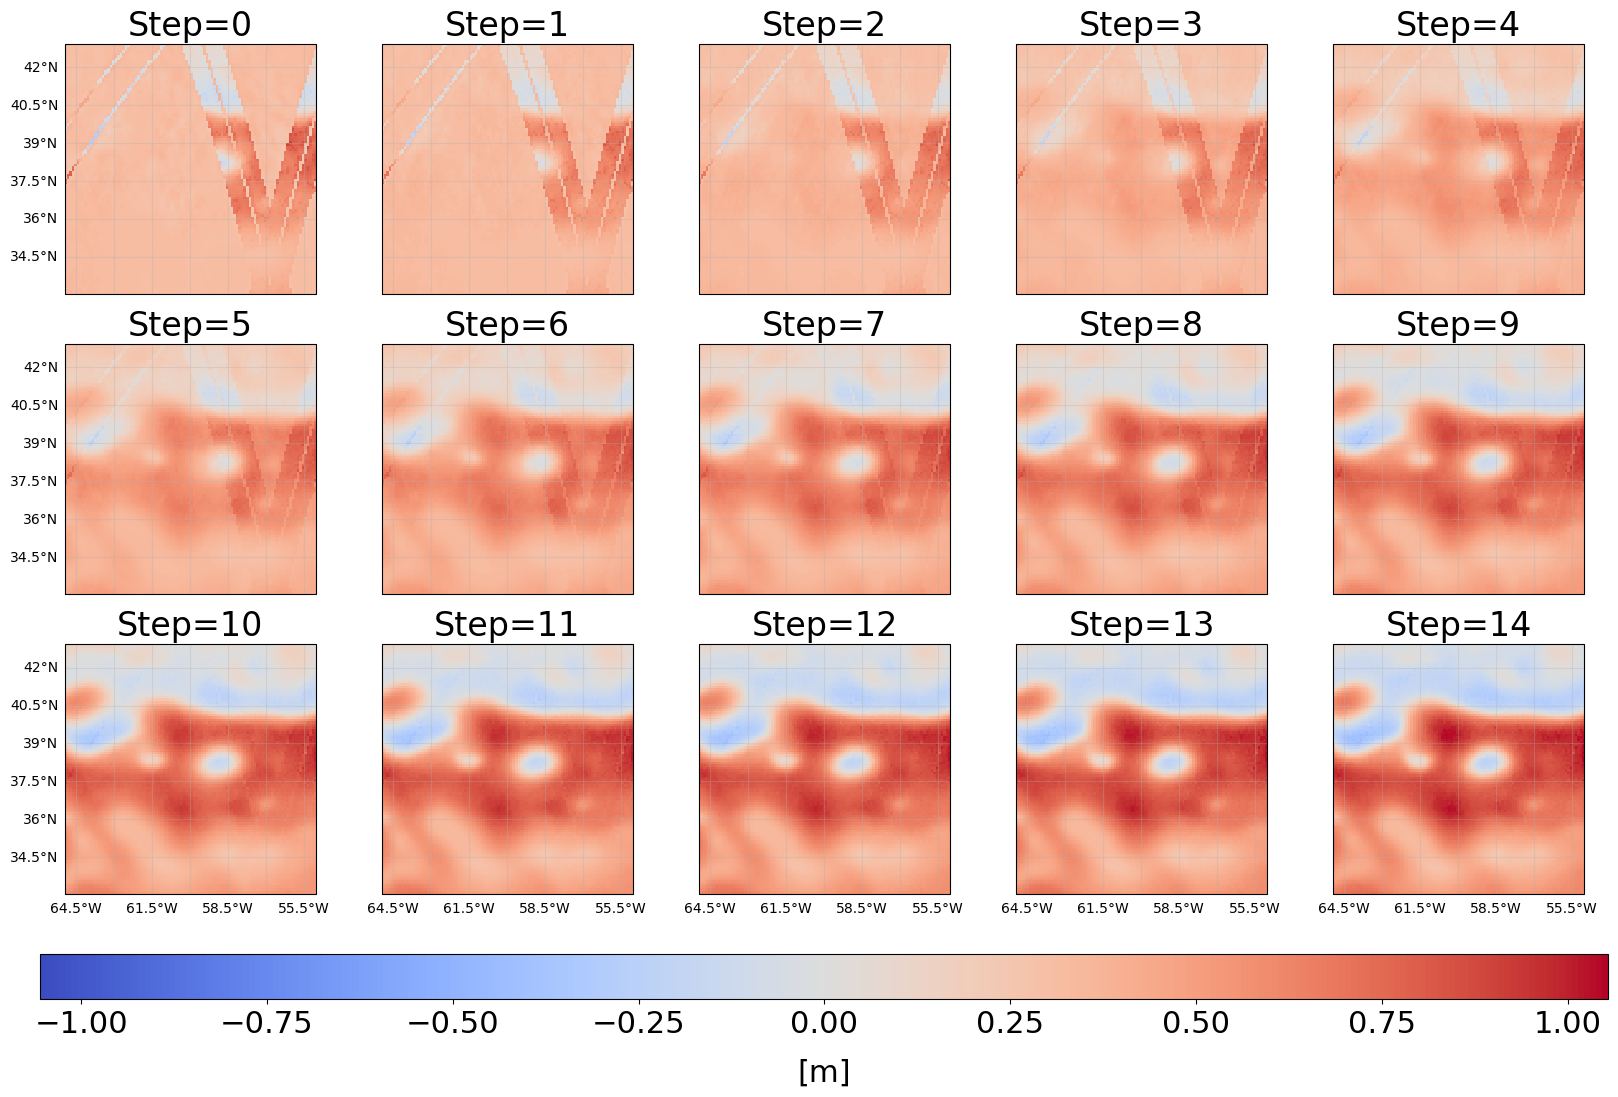 Step=0 Step=1 Step=2 Step=3 Step=4
42°N
40.5°N
39°N
37.5°N
36°N
34.5°N
Step=5 Step=6 Step=7 Step=8 Step=9
42°N
40.5°N
39°N
37.5°N
36°N
34.5°N
Step=10 Step=11 Step=12 Step=13 Step=14
42°N
40.5°N
39°N
37.5°N
36°N
34.5°N
64.5°W 61.5°W 58.5°W 55.5°W 64.5°W 61.5°W 58.5°W 55.5°W 64.5°W 61.5°W 58.5°W 55.5°W 64.5°W 61.5°W 58.5°W 55.5°W 64.5°W 61.5°W 58.5°W 55.5°W
−1.00 −0.75 −0.50 −0.25 0.00 0.25 0.50 0.75 1.00
[m]